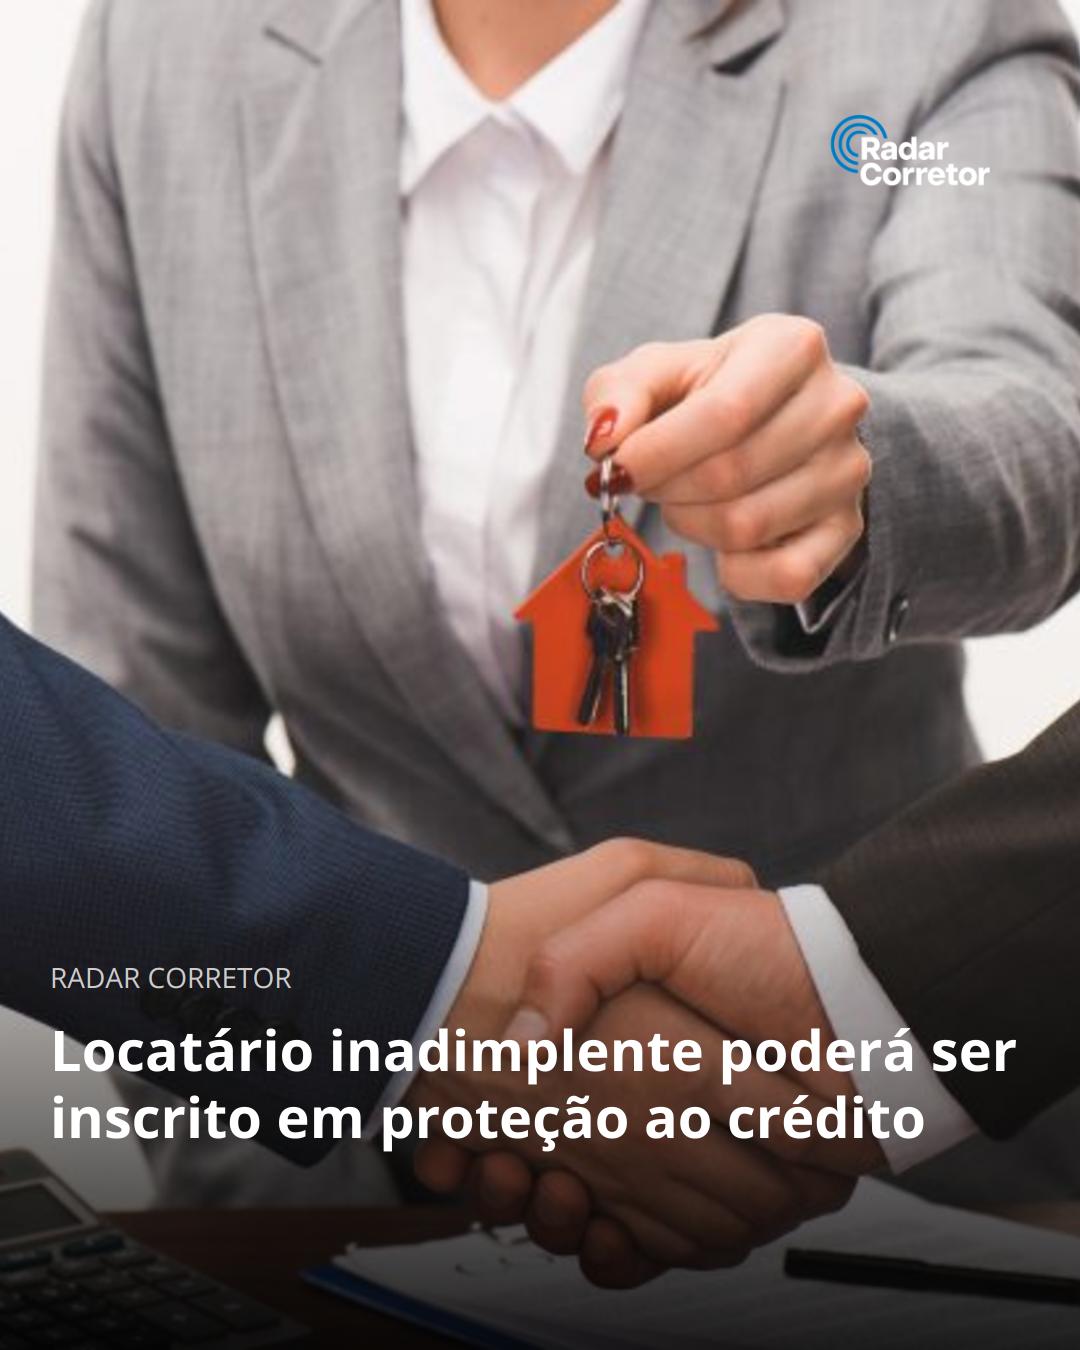 Radar
Corretor
RADAR CORRETOR
Locatário inadimplente poderá ser
inscrito em proteção ao crédito